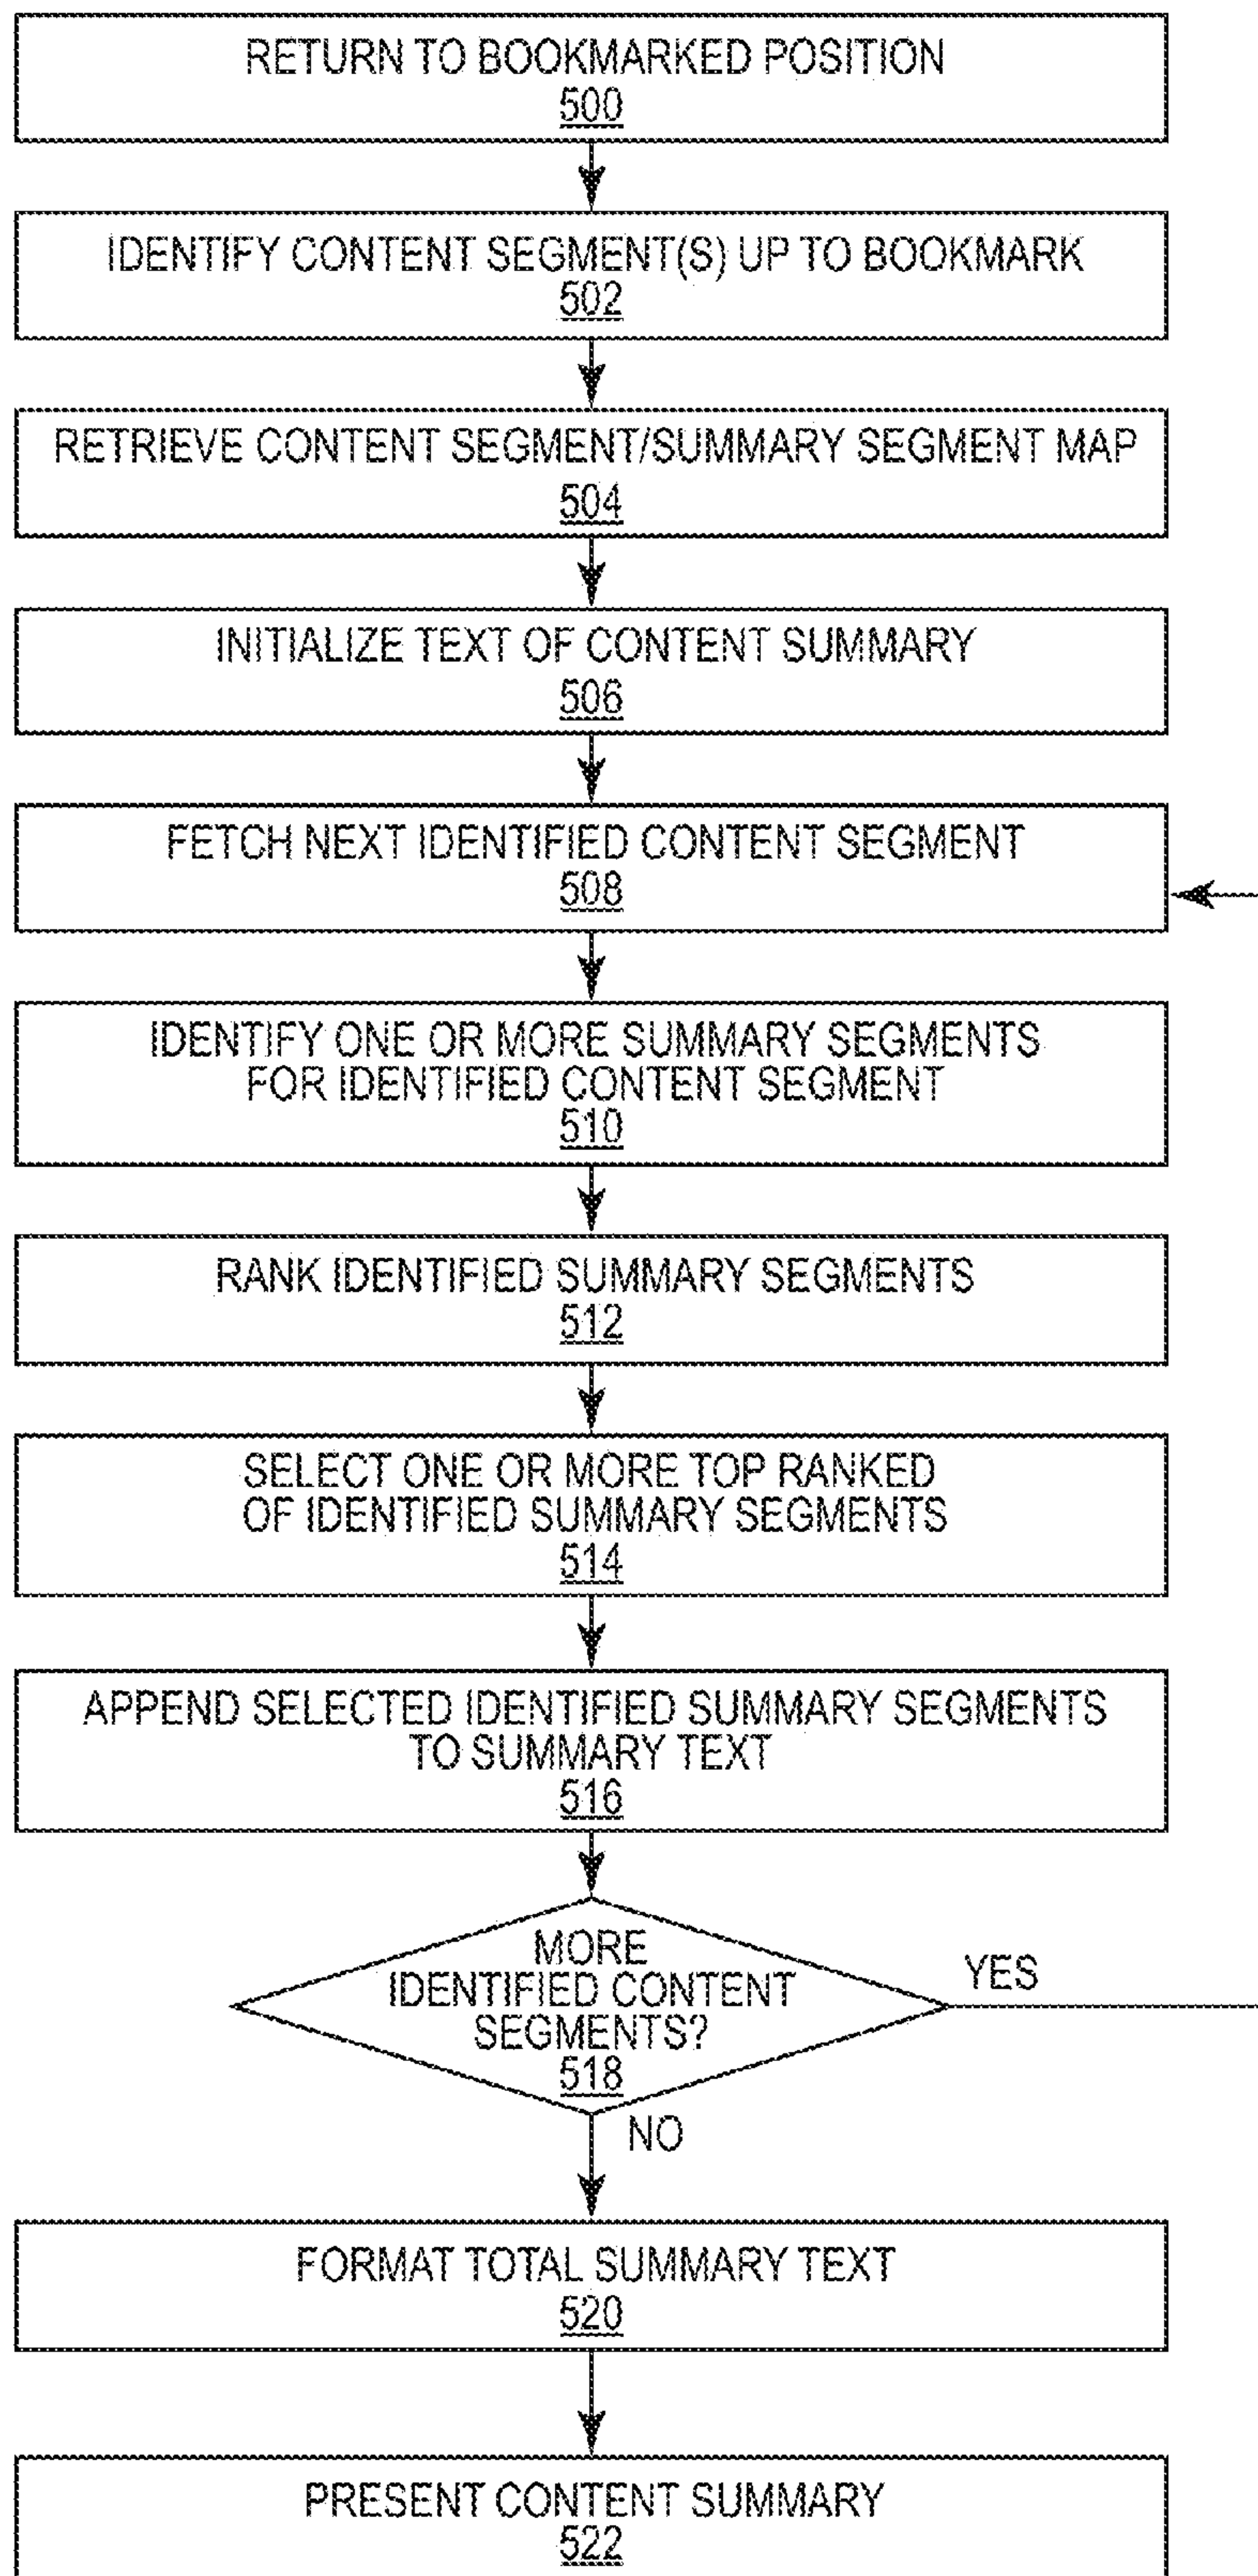 RETURN TO BOOKMARKED POSITION
500
IDENTIFY CONTENT SEGMENT(S) UP TO BOOKMARK
502
RETRIEVE CONTENT SEGMENT/SUMMARY SEGMENT MAP
504
INITIALIZE TEXT OF CONTENT SUMMARY
506
FETCH NEXT IDENTIFIED CONTENT SEGMENT
508
IDENTIFY ONE OR MORE SUMMARY SEGMENTS
FOR IDENTIFIED CONTENT SEGMENT
510
RANK IDENTIFIED SUMMARY SEGMENTS
512
SELECT ONE OR MORE TOP RANKED
OF IDENTIFIED SUMMARY SEGMENTS
514
APPEND SELECTED IDENTIFIED SUMMARY SEGMENTS
TO SUMMARY TEXT
516
MORE
IDENTIFIED CONTENT
SEGMENTS?
518
YES
NO
FORMAT TOTAL SUMMARY TEXT
520
PRESENT CONTENT SUMMARY
522